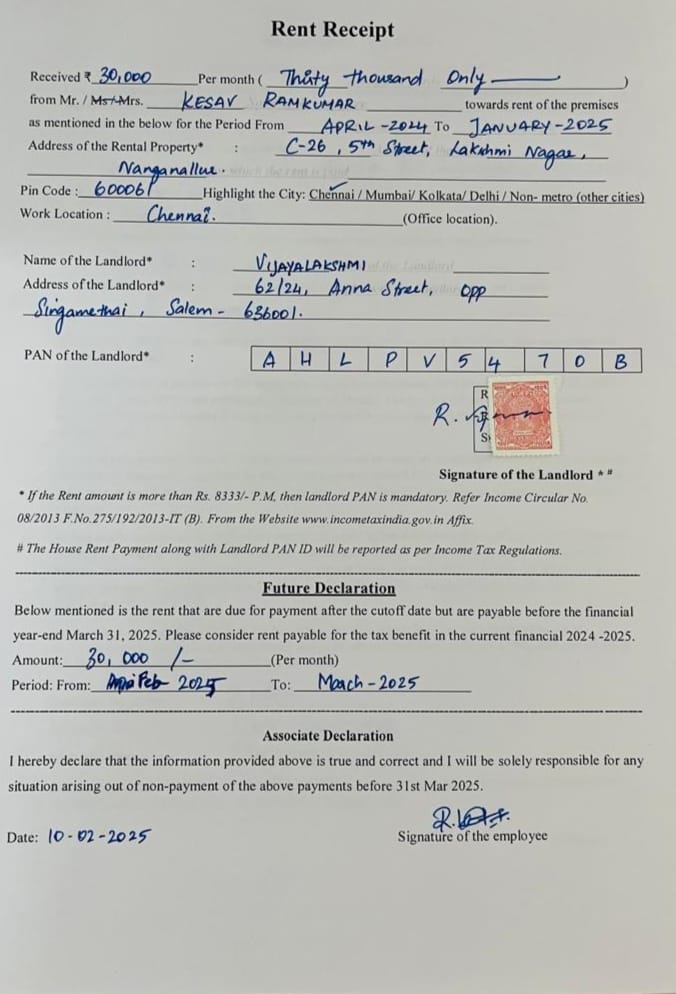 Rent Receipt
Received ₹ 30,000 Per month ( Thirty thousand Only )
from Mr. / Ms./Mrs. KESAV RAMKUMAR towards rent of the premises
as mentioned in the below for the Period From APRIL-2024 To JANUARY-2025
Address of the Rental Property* : C-26, 5th Street, Lakshmi Nagar,
Nanganallur.
Pin Code : 600061 Highlight the City: Chennai / Mumbai/ Kolkata/ Delhi / Non- metro (other cities)
Work Location : Chennai. (Office location).
Name of the Landlord* : VIJAYALAKSHMI
Address of the Landlord* : 62/24, Anna Street, opp
Singamethai, Salem - 636001.
PAN of the Landlord* : A H L P V 5 4 7 0 B
R.
Signature of the Landlord * #
* If the Rent amount is more than Rs. 8333/- P.M, then landlord PAN is mandatory. Refer Income Circular No.
08/2013 F.No.275/192/2013-IT (B). From the Website www.incometaxindia.gov.in Affix.
# The House Rent Payment along with Landlord PAN ID will be reported as per Income Tax Regulations.
Future Declaration
Below mentioned is the rent that are due for payment after the cutoff date but are payable before the financial
year-end March 31, 2025. Please consider rent payable for the tax benefit in the current financial 2024 -2025.
Amount: 30,000 /- (Per month)
Period: From: Feb 2025 To: March-2025
Associate Declaration
I hereby declare that the information provided above is true and correct and I will be solely responsible for any
situation arising out of non-payment of the above payments before 31st Mar 2025.
Date: 10-02-2025
Signature of the employee